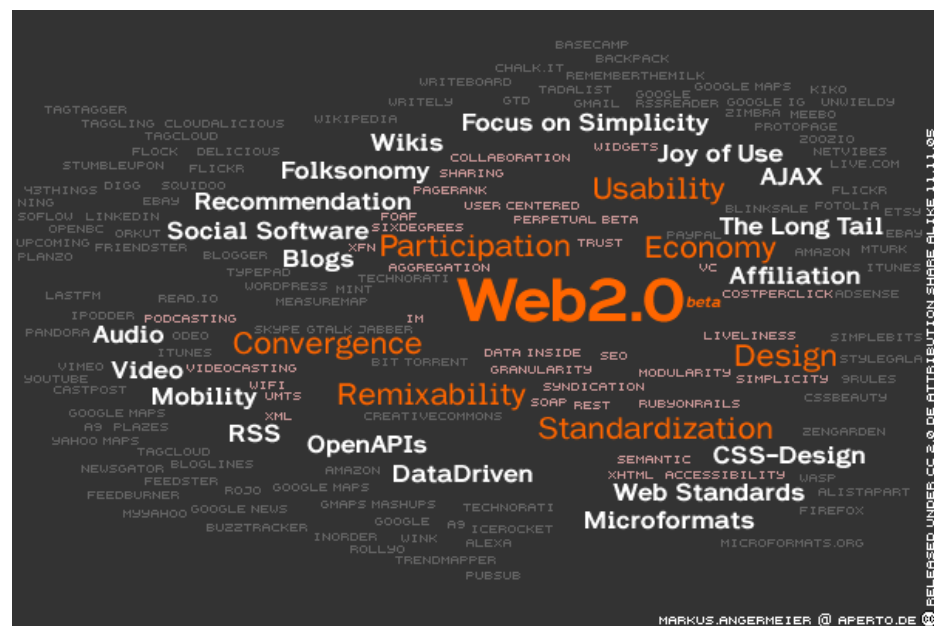 BASECAMP
BACKPACK
CHALK.IT
REMEMBERTHEMILK
WRITEBOARD TADALIST GOOGLE GOOGLE MAPS KIKO
WRITELY GTD GMAIL RSSREADER GOOGLE IG UNWIELDY
TAGTAGGER ZIMBRA MEEBO
TAGGLING CLOUDALICIOUS WIKIPEDIA Focus on Simplicity PROTOPAGE
TAGCLOUD Wikis WIDGETS ZOOZIO
FLOCK DELICIOUS COLLABORATION Joy of Use NETVIBES
STUMBLEUPON FLICKR Folksonomy SHARING AJAX LIVE.COM
43THINGS DIGG SQUIDOO PAGERANK Usability FLICKR
NING EBAY Recommendation USER CENTERED BLINKSALE FOTOLIA ETSY
SOFLOW LINKEDIN FOAF PERPETUAL BETA
OPENBC ORKUT Social Software SIXDEGREES PAYPAL The Long Tail EBAY
UPCOMING FRIENDSTER XFN Participation TRUST Economy AMAZON MTURK
PLANZO BLOGGER Blogs AGGREGATION VC ITUNES
TYPEPAD TECHNORATI Affiliation
WORDPRESS MINT Web2.0 beta COSTPERCLICK ADSENSE
LASTFM READ.IO MEASUREMAP
IPODDER PODCASTING IM
PANDORA Audio ODEO SKYPE GTALK JABBER LIVELINESS SIMPLEBITS
ITUNES Convergence DATA INSIDE SEO Design STYLEGALA
VIMEO Video VIDEOCASTING BIT TORRENT GRANULARITY MODULARITY
YOUTUBE WIFI SYNDICATION SIMPLICITY 9RULES
CASTPOST Mobility UMTS Remixability SOAP REST RUBYONRAILS CSSBEAUTY
GOOGLE MAPS XML CREATIVECOMMONS
A9 PLAZES RSS Standardization ZENGARDEN
YAHOO MAPS OpenAPIs
TAGCLOUD SEMANTIC CSS-Design
NEWSGATOR BLOGLINES AMAZON DataDriven XHTML ACCESSIBILITY WASP
FEEDSTER
FEEDBURNER ROJO GOOGLE MAPS Web Standards ALISTAPART
MYYAHOO GOOGLE NEWS GMAPS MASHUPS TECHNORATI FIREFOX
BUZZTRACKER GOOGLE A9 ICEROCKET Microformats
INORDER WINK ALEXA MICROFORMATS.ORG
ROLLYO
TRENDMAPPER
PUBSUB
MARKUS.ANGERMEIER @ APERTO.DE
cc RELEASED UNDER CC 2.0 DE ATTRIBUTION SHARE ALIKE 11.11.05